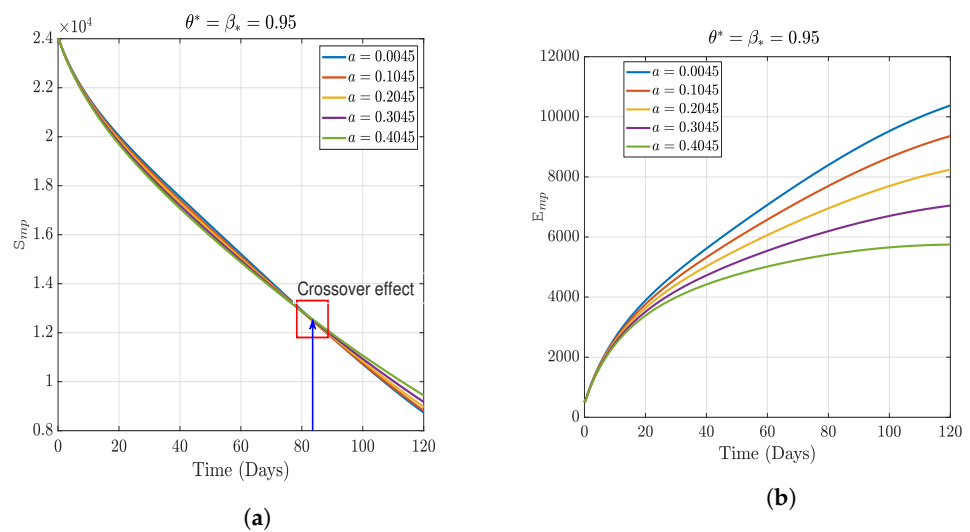 θ* = β* = 0.95
×10⁴
2.4
2.2
2
1.8
1.6
1.4
1.2
1
0.8
S_mp
a = 0.0045
a = 0.1045
a = 0.2045
a = 0.3045
a = 0.4045
Crossover effect
0 20 40 60 80 100 120
Time (Days)
(a)
θ* = β* = 0.95
12000
10000
8000
6000
4000
2000
0
E_mp
a = 0.0045
a = 0.1045
a = 0.2045
a = 0.3045
a = 0.4045
0 20 40 60 80 100 120
Time (Days)
(b)